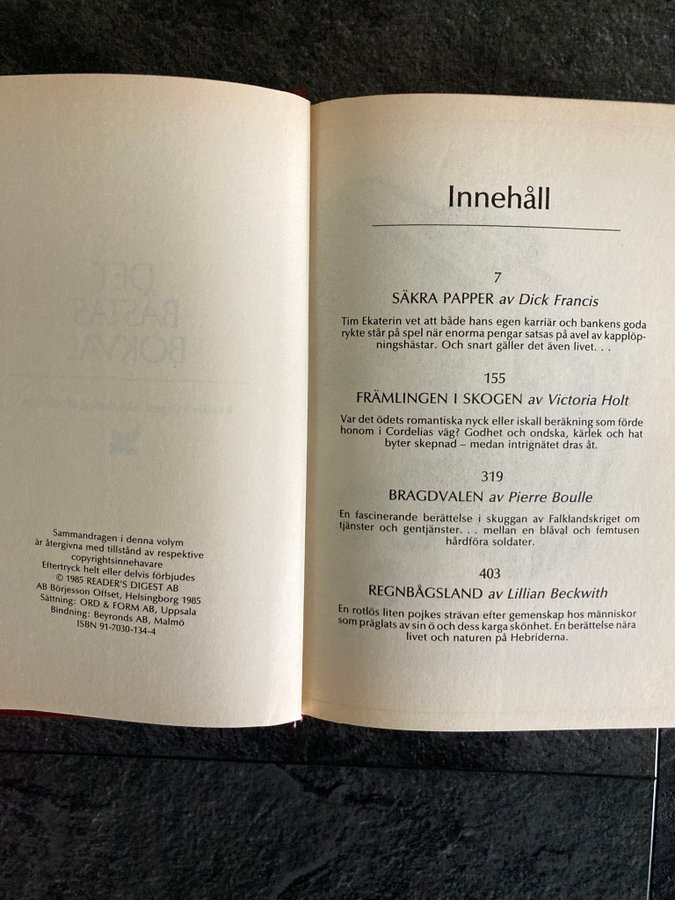 Sammandragen i denna volym
är återgivna med tillstånd av respektive
copyrightsinnehavare
Eftertryck helt eller delvis förbjudes
© 1985 READER'S DIGEST AB
AB Börjesson Offset, Helsingborg 1985
Sättning: ORD & FORM AB, Uppsala
Bindning: Beyronds AB, Malmö
ISBN 91-7030-134-4
Innehåll
7
SÄKRA PAPPER av Dick Francis
Tim Ekaterin vet att både hans egen karriär och bankens goda
rykte står på spel när enorma pengar satsas på avel av kapplöp-
ningshästar. Och snart gäller det även livet. . .
155
FRÄMLINGEN I SKOGEN av Victoria Holt
Var det ödets romantiska nyck eller iskall beräkning som förde
honom i Cordelias väg? Godhet och ondska, kärlek och hat
byter skepnad – medan intrignätet dras åt.
319
BRAGDVALEN av Pierre Boulle
En fascinerande berättelse i skuggan av Falklandskriget om
tjänster och gentjänster. . . mellan en blåval och femtusen
hårdföra soldater.
403
REGNBÅGSLAND av Lillian Beckwith
En rotlös liten pojkes strävan efter gemenskap hos människor
som präglats av sin ö och dess karga skönhet. En berättelse nära
livet och naturen på Hebriderna.